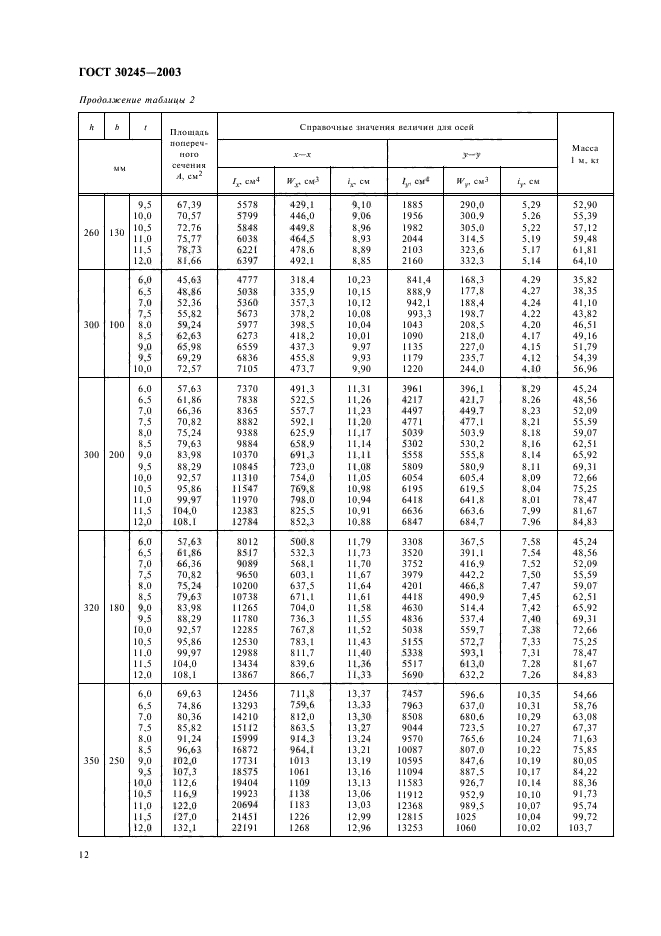 ГОСТ 30245—2003
Продолжение таблицы 2
h b t Площадь попереч-ного сечения A, см² Справочные значения величин для осей Масса 1 м, кг
мм x—x y—y
Iₓ, см⁴ Wₓ, см³ iₓ, см I_y, см⁴ W_y, см³ i_y, см
260 130
9,5 67,39 5578 429,1 9,10 1885 290,0 5,29 52,90
10,0 70,57 5799 446,0 9,06 1956 300,9 5,26 55,39
10,5 72,76 5848 449,8 8,96 1982 305,0 5,22 57,12
11,0 75,77 6038 464,5 8,93 2044 314,5 5,19 59,48
11,5 78,73 6221 478,6 8,89 2103 323,6 5,17 61,81
12,0 81,66 6397 492,1 8,85 2160 332,3 5,14 64,10
300 100
6,0 45,63 4777 318,4 10,23 841,4 168,3 4,29 35,82
6,5 48,86 5038 335,9 10,15 888,9 177,8 4,27 38,35
7,0 52,36 5360 357,3 10,12 942,1 188,4 4,24 41,10
7,5 55,82 5673 378,2 10,08 993,3 198,7 4,22 43,82
8,0 59,24 5977 398,5 10,04 1043 208,5 4,20 46,51
8,5 62,63 6273 418,2 10,01 1090 218,0 4,17 49,16
9,0 65,98 6559 437,3 9,97 1135 227,0 4,15 51,79
9,5 69,29 6836 455,8 9,93 1179 235,7 4,12 54,39
10,0 72,57 7105 473,7 9,90 1220 244,0 4,10 56,96
300 200
6,0 57,63 7370 491,3 11,31 3961 396,1 8,29 45,24
6,5 61,86 7838 522,5 11,26 4217 421,7 8,26 48,56
7,0 66,36 8365 557,7 11,23 4497 449,7 8,23 52,09
7,5 70,82 8882 592,1 11,20 4771 477,1 8,21 55,59
8,0 75,24 9388 625,9 11,17 5039 503,9 8,18 59,07
8,5 79,63 9884 658,9 11,14 5302 530,2 8,16 62,51
9,0 83,98 10370 691,3 11,11 5558 555,8 8,14 65,92
9,5 88,29 10845 723,0 11,08 5809 580,9 8,11 69,31
10,0 92,57 11310 754,0 11,05 6054 605,4 8,09 72,66
10,5 95,86 11547 769,8 10,98 6195 619,5 8,04 75,25
11,0 99,97 11970 798,0 10,94 6418 641,8 8,01 78,47
11,5 104,0 12383 825,5 10,91 6636 663,6 7,99 81,67
12,0 108,1 12784 852,3 10,88 6847 684,7 7,96 84,83
320 180
6,0 57,63 8012 500,8 11,79 3308 367,5 7,58 45,24
6,5 61,86 8517 532,3 11,73 3520 391,1 7,54 48,56
7,0 66,36 9089 568,1 11,70 3752 416,9 7,52 52,09
7,5 70,82 9650 603,1 11,67 3979 442,2 7,50 55,59
8,0 75,24 10200 637,5 11,64 4201 466,8 7,47 59,07
8,5 79,63 10738 671,1 11,61 4418 490,9 7,45 62,51
9,0 83,98 11265 704,0 11,58 4630 514,4 7,42 65,92
9,5 88,29 11780 736,3 11,55 4836 537,4 7,40 69,31
10,0 92,57 12285 767,8 11,52 5038 559,7 7,38 72,66
10,5 95,86 12530 783,1 11,43 5155 572,7 7,33 75,25
11,0 99,97 12988 811,7 11,40 5338 593,1 7,31 78,47
11,5 104,0 13434 839,6 11,36 5517 613,0 7,28 81,67
12,0 108,1 13867 866,7 11,33 5690 632,2 7,26 84,83
350 250
6,0 69,63 12456 711,8 13,37 7457 596,6 10,35 54,66
6,5 74,86 13293 759,6 13,33 7963 637,0 10,31 58,76
7,0 80,36 14210 812,0 13,30 8508 680,6 10,29 63,08
7,5 85,82 15112 863,5 13,27 9044 723,5 10,27 67,37
8,0 91,24 15999 914,3 13,24 9570 765,6 10,24 71,63
8,5 96,63 16872 964,1 13,21 10087 807,0 10,22 75,85
9,0 102,0 17731 1013 13,19 10595 847,6 10,19 80,05
9,5 107,3 18575 1061 13,16 11094 887,5 10,17 84,22
10,0 112,6 19404 1109 13,13 11583 926,7 10,14 88,36
10,5 116,9 19923 1138 13,06 11912 952,9 10,10 91,73
11,0 122,0 20694 1183 13,03 12368 989,5 10,07 95,74
11,5 127,0 21451 1226 12,99 12815 1025 10,04 99,72
12,0 132,1 22191 1268 12,96 13253 1060 10,02 103,7
12